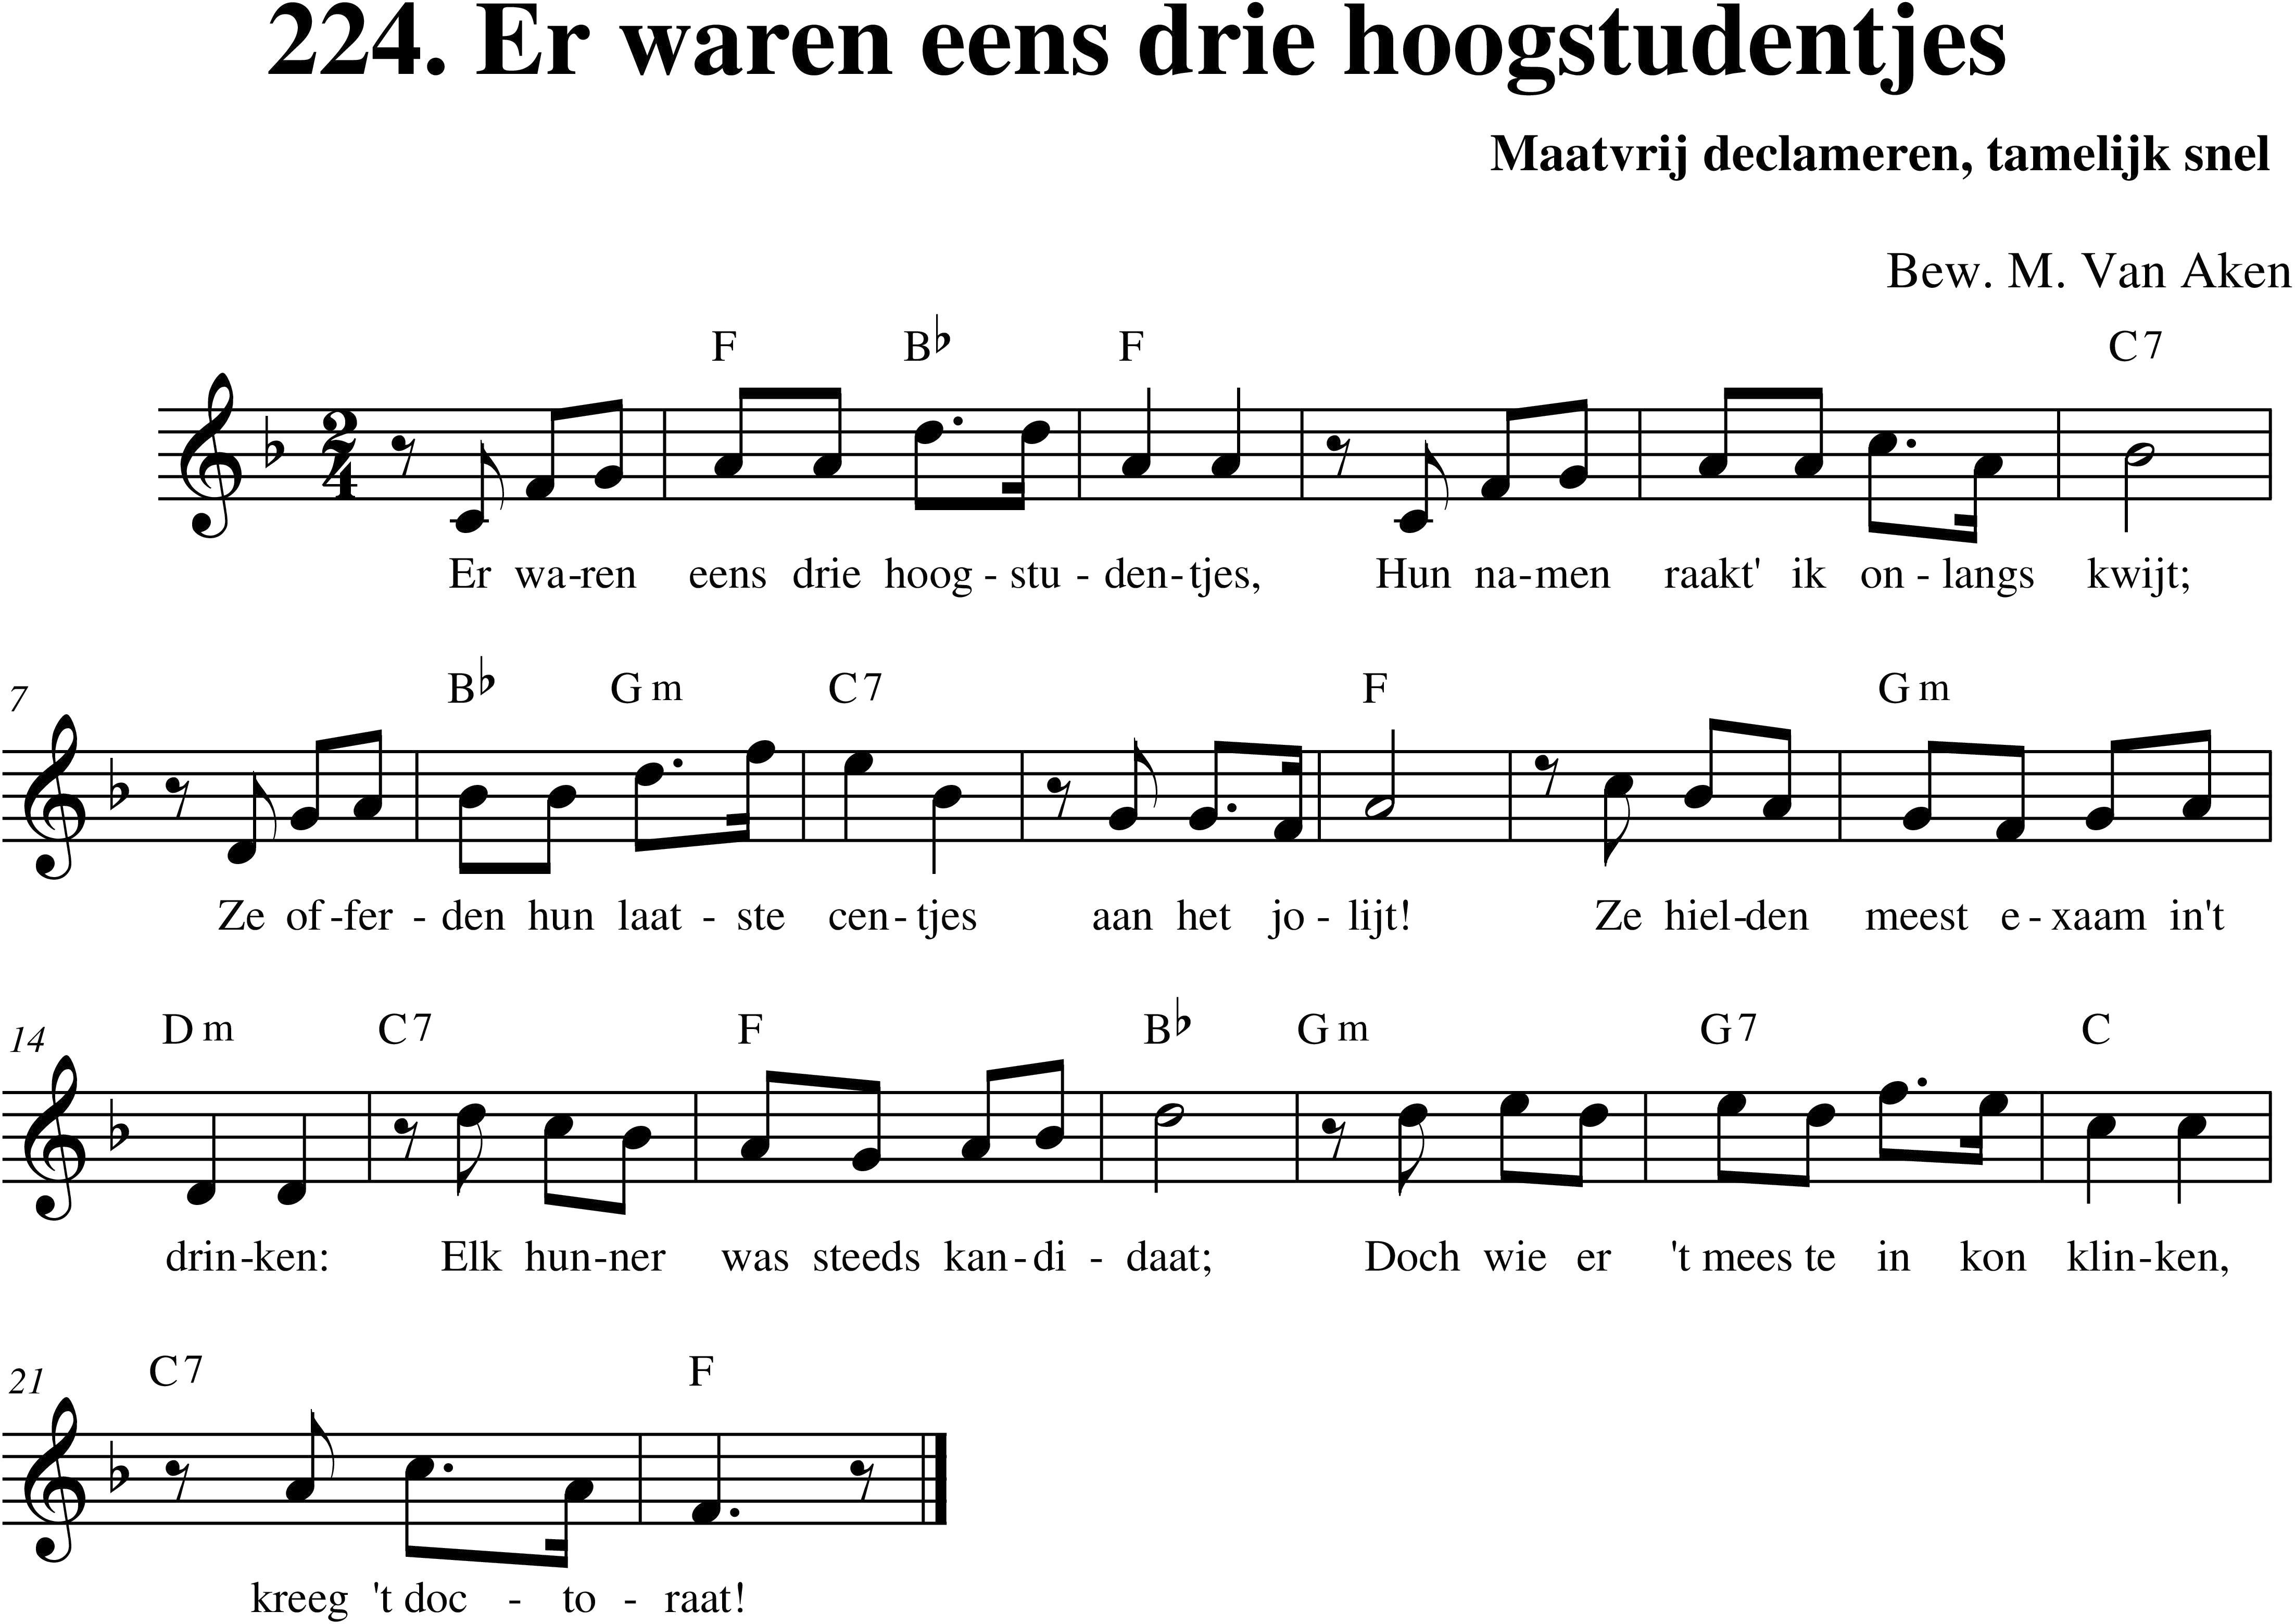 224. Er waren eens drie hoogstudentjes
Maatvrij declameren, tamelijk snel
Bew. M. Van Aken
F B♭ F C7
2
4
Er wa-ren eens drie hoog - stu - den-tjes, Hun na-men raakt' ik on - langs kwijt;
7 B♭ Gm C7 F Gm
Ze of-fer - den hun laat - ste cen-tjes aan het jo - lijt! Ze hiel-den meest e-xaam in't
14 Dm C7 F B♭ Gm G7 C
drin-ken: Elk hun-ner was steeds kan-di - daat; Doch wie er 't mees te in kon klin-ken,
21 C7 F
kreeg 't doc - to - raat!